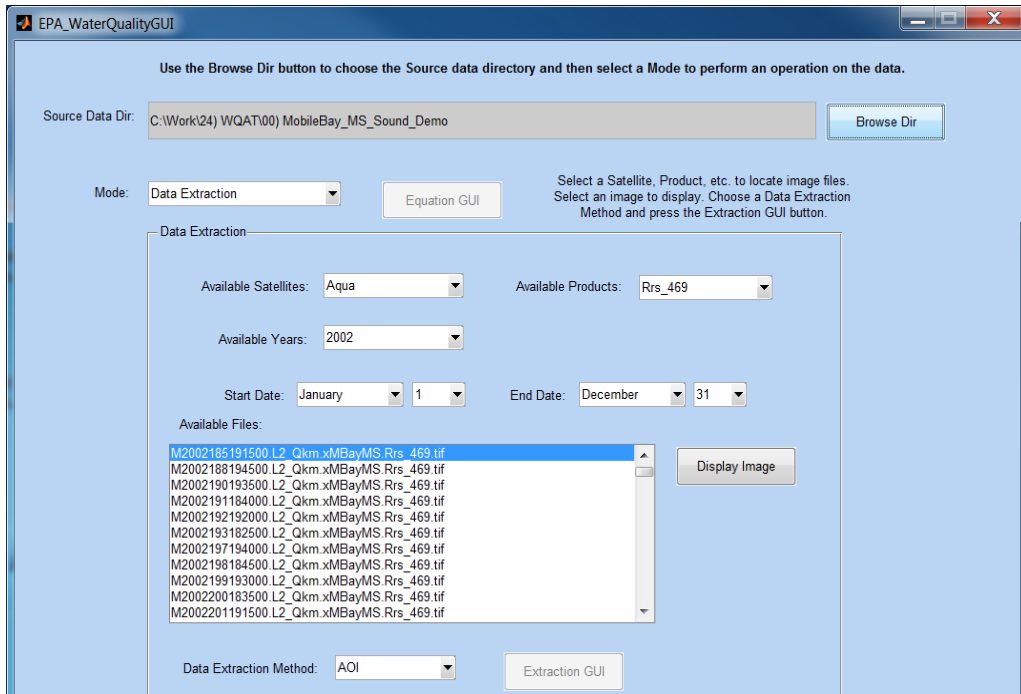 EPA_WaterQualityGUI
Use the Browse Dir button to choose the Source data directory and then select a Mode to perform an operation on the data.
Source Data Dir: C:\Work\24) WQAT\00) MobileBay_MS_Sound_Demo Browse Dir
Mode: Data Extraction Equation GUI
Select a Satellite, Product, etc. to locate image files.
Select an image to display. Choose a Data Extraction
Method and press the Extraction GUI button.
Data Extraction
Available Satellites: Aqua Available Products: Rrs_469
Available Years: 2002
Start Date: January 1 End Date: December 31
Available Files:
M2002185191500.L2_Qkm.xMBayMS.Rrs_469.tif
M2002188194500.L2_Qkm.xMBayMS.Rrs_469.tif
M2002190193500.L2_Qkm.xMBayMS.Rrs_469.tif
M2002191184000.L2_Qkm.xMBayMS.Rrs_469.tif
M2002192192000.L2_Qkm.xMBayMS.Rrs_469.tif
M2002193182500.L2_Qkm.xMBayMS.Rrs_469.tif
M2002197194000.L2_Qkm.xMBayMS.Rrs_469.tif
M2002198184500.L2_Qkm.xMBayMS.Rrs_469.tif
M2002199193000.L2_Qkm.xMBayMS.Rrs_469.tif
M2002200183500.L2_Qkm.xMBayMS.Rrs_469.tif
M2002201191500.L2_Qkm.xMBayMS.Rrs_469.tif
Display Image
Data Extraction Method: AOI Extraction GUI